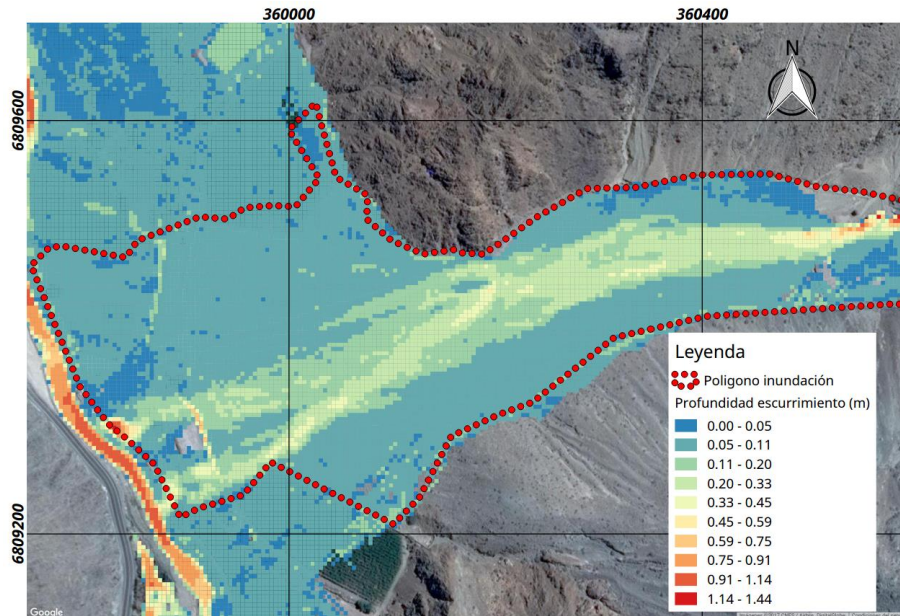 360000
360400
N
6809600
6809200
Leyenda
Poligono inundación
Profundidad escurrimiento (m)
0.00 - 0.05
0.05 - 0.11
0.11 - 0.20
0.20 - 0.33
0.33 - 0.45
0.45 - 0.59
0.59 - 0.75
0.75 - 0.91
0.91 - 1.14
1.14 - 1.44
Google